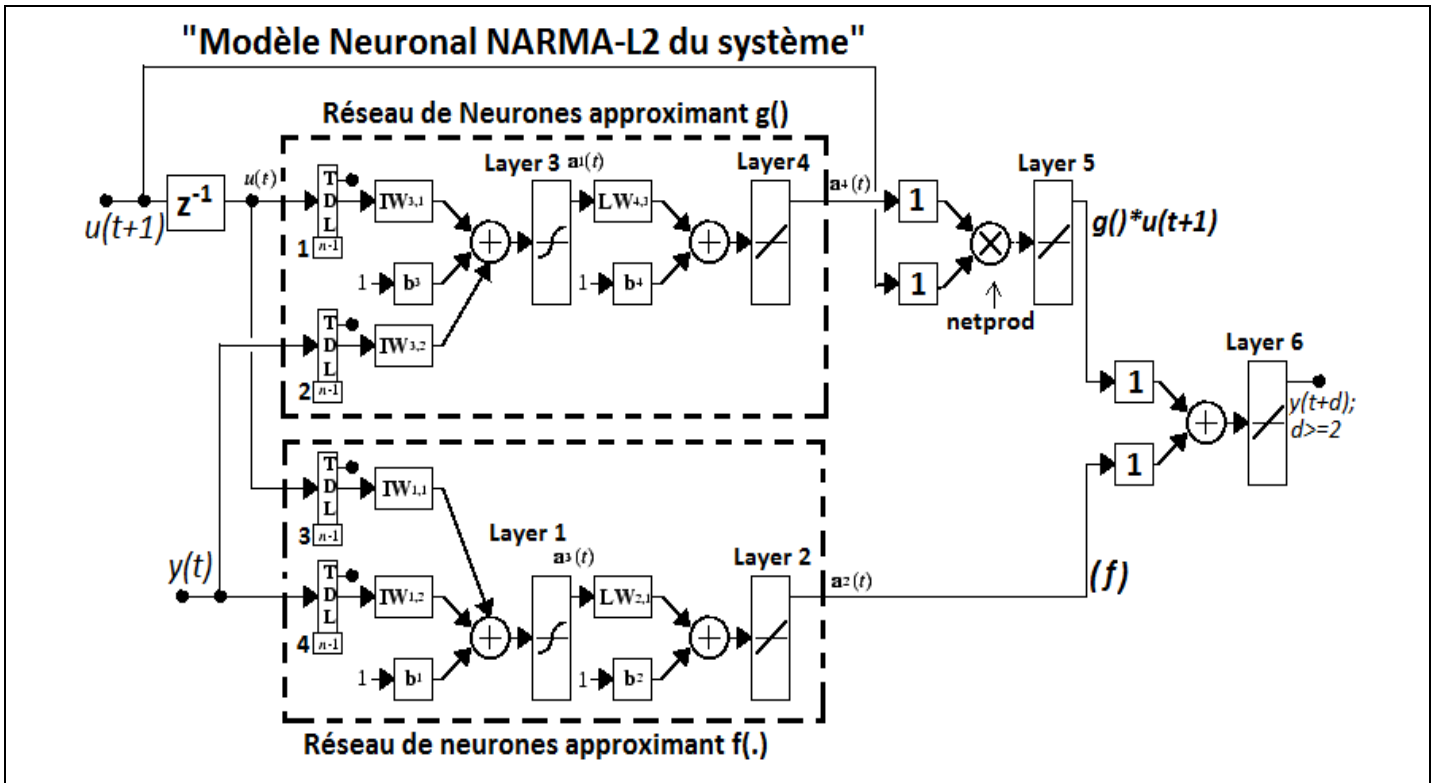 "Modèle Neuronal NARMA-L2 du système"
Réseau de Neurones approximant g()
Layer 3 a¹(t)
Layer4
Layer 5
u(t+1)
z⁻¹
u(t)
T
D
L
1 n-1
IW3,1
1 b³
LW4,3
1 b⁴
a⁴(t)
1
1
netprod
g()*u(t+1)
T
D
L
2 n-1
IW3,2
Layer 6
1
1
y(t+d);
d>=2
T
D
L
3 n-1
IW1,1
Layer 1
a³(t)
Layer 2
y(t)
T
D
L
4 n-1
IW1,2
1 b¹
LW2,1
1 b²
a²(t)
(f)
Réseau de neurones approximant f(.)